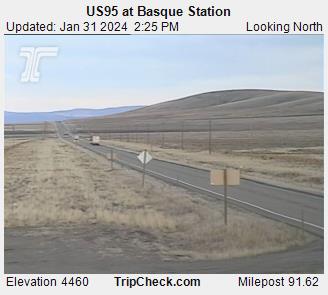 US95 at Basque Station
Updated: Jan 31 2024 2:25 PM Looking North
Elevation 4460 TripCheck.com Milepost 91.62